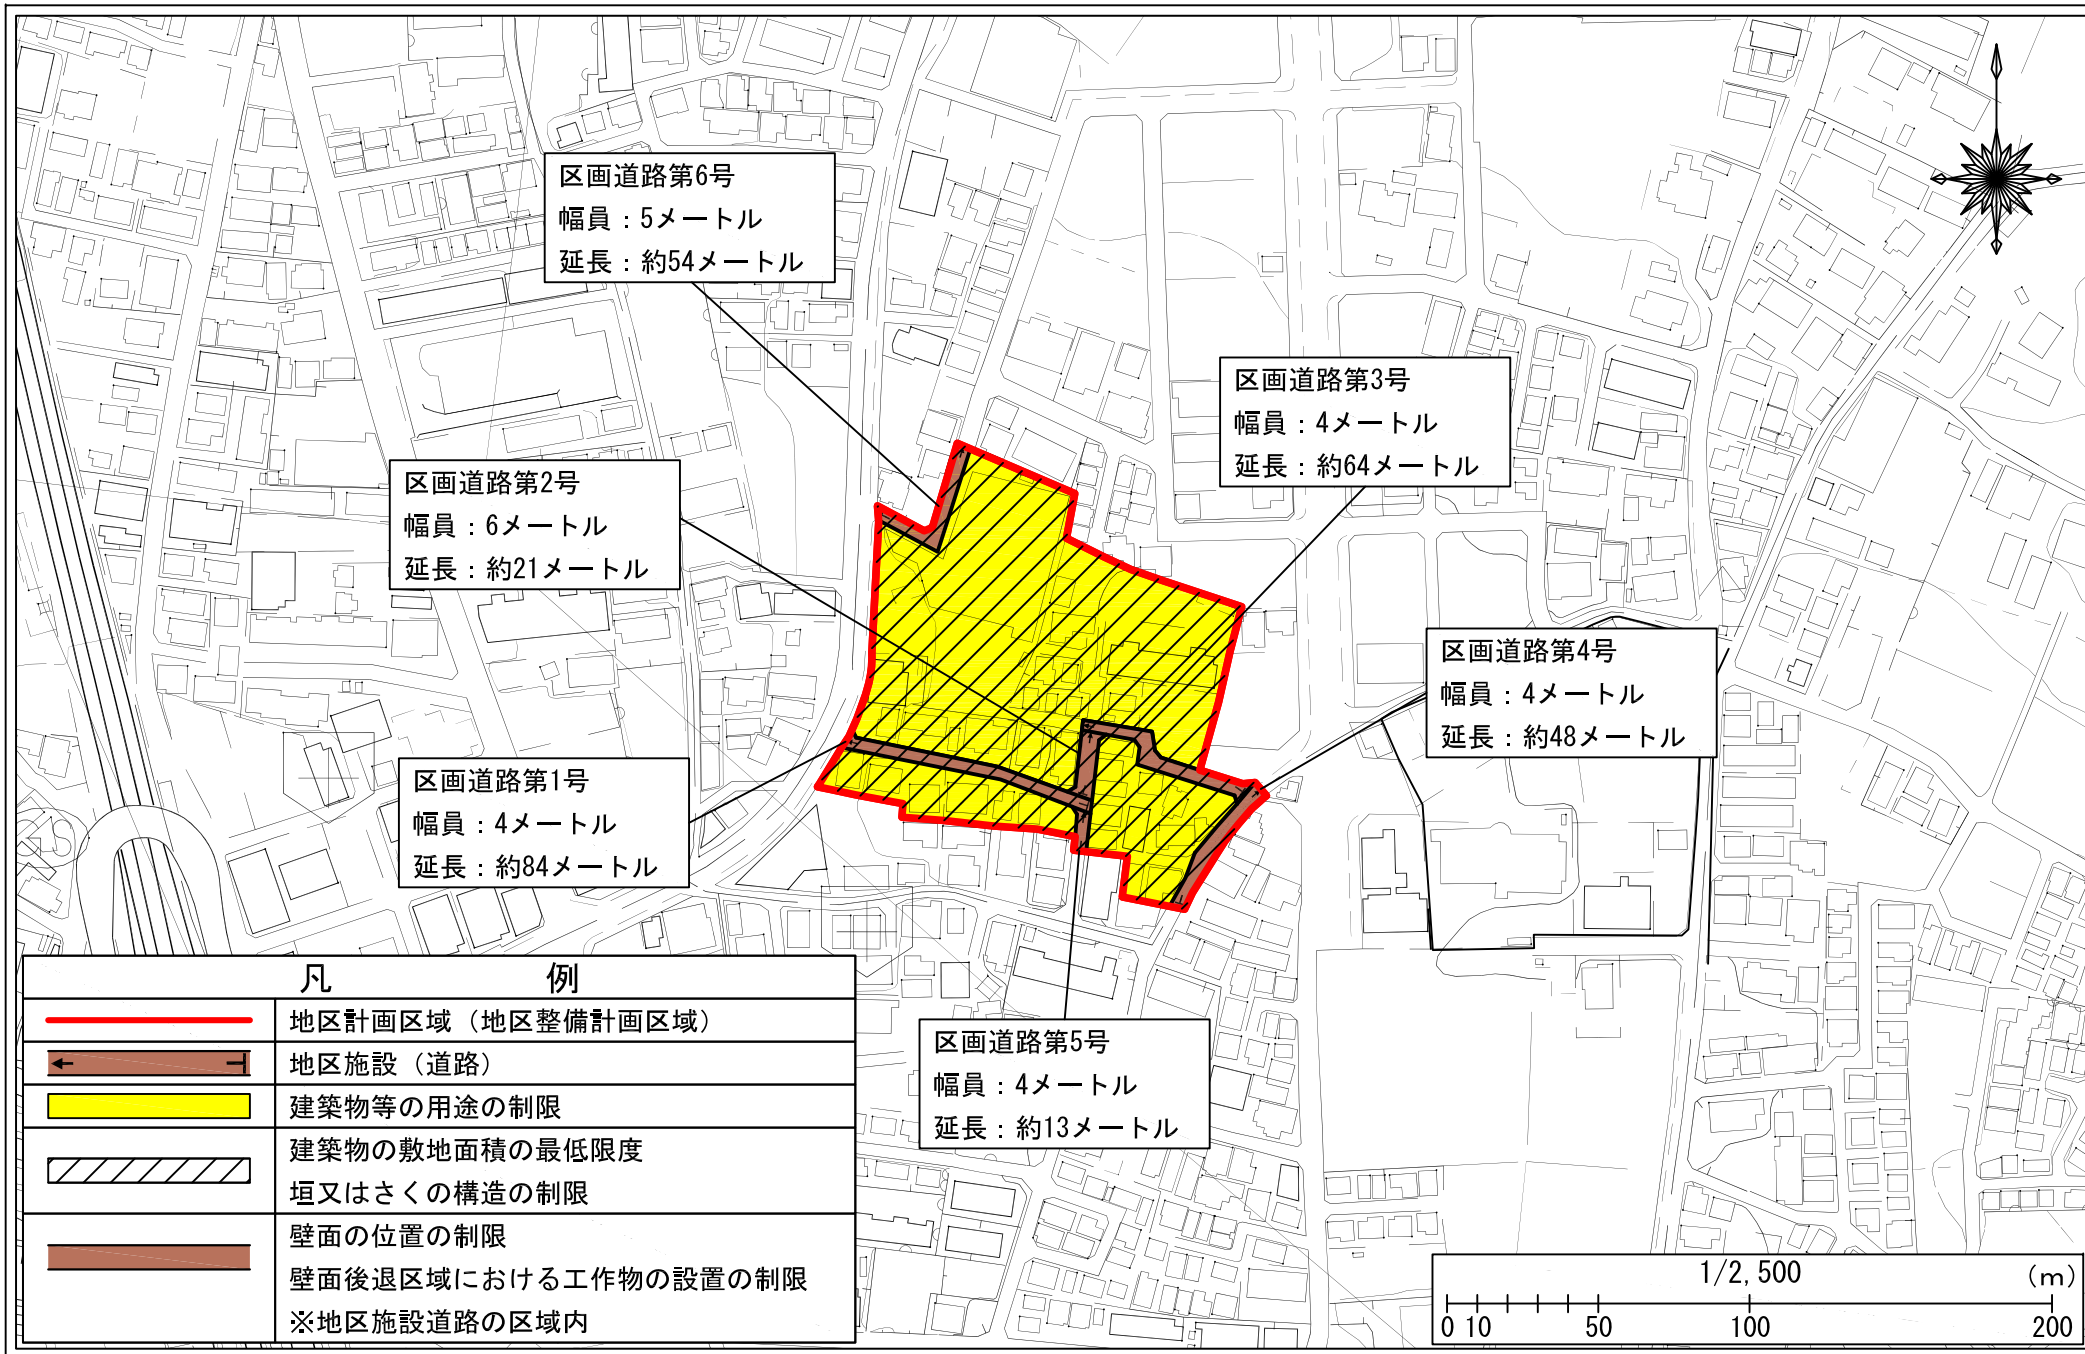 区画道路第6号
幅員：5メートル
延長：約54メートル
区画道路第3号
幅員：4メートル
延長：約64メートル
区画道路第2号
幅員：6メートル
延長：約21メートル
区画道路第4号
幅員：4メートル
延長：約48メートル
区画道路第1号
幅員：4メートル
延長：約84メートル
区画道路第5号
幅員：4メートル
延長：約13メートル
凡例
地区計画区域（地区整備計画区域）
地区施設（道路）
建築物等の用途の制限
建築物の敷地面積の最低限度
垣又はさくの構造の制限
壁面の位置の制限
壁面後退区域における工作物の設置の制限
※地区施設道路の区域内
1/2,500 (m)
0 10 50 100 200